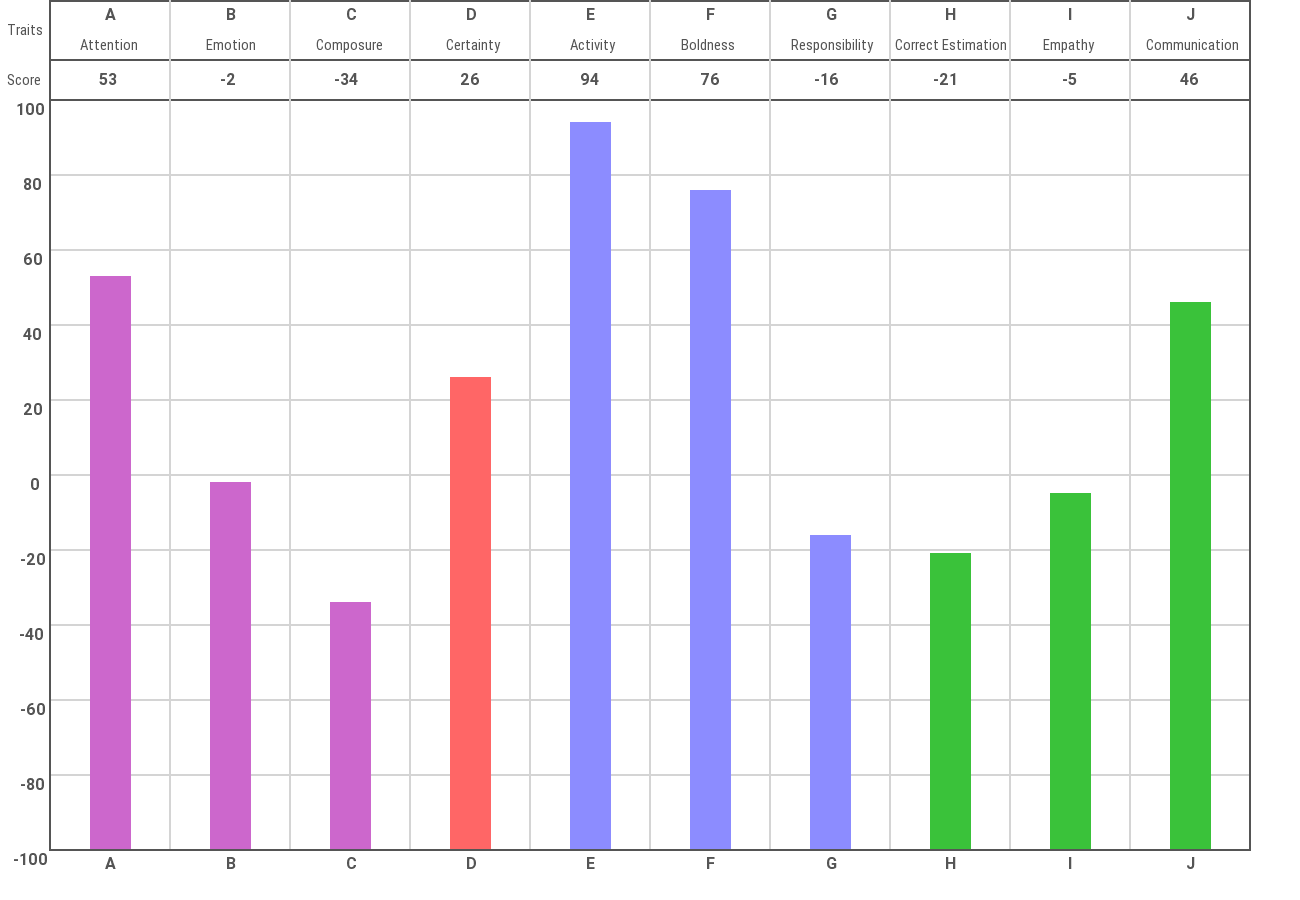 Traits A B C D E F G H I J
Attention Emotion Composure Certainty Activity Boldness Responsibility Correct Estimation Empathy Communication
Score 53 -2 -34 26 94 76 -16 -21 -5 46
100
80
60
40
20
0
-20
-40
-60
-80
-100
A B C D E F G H I J